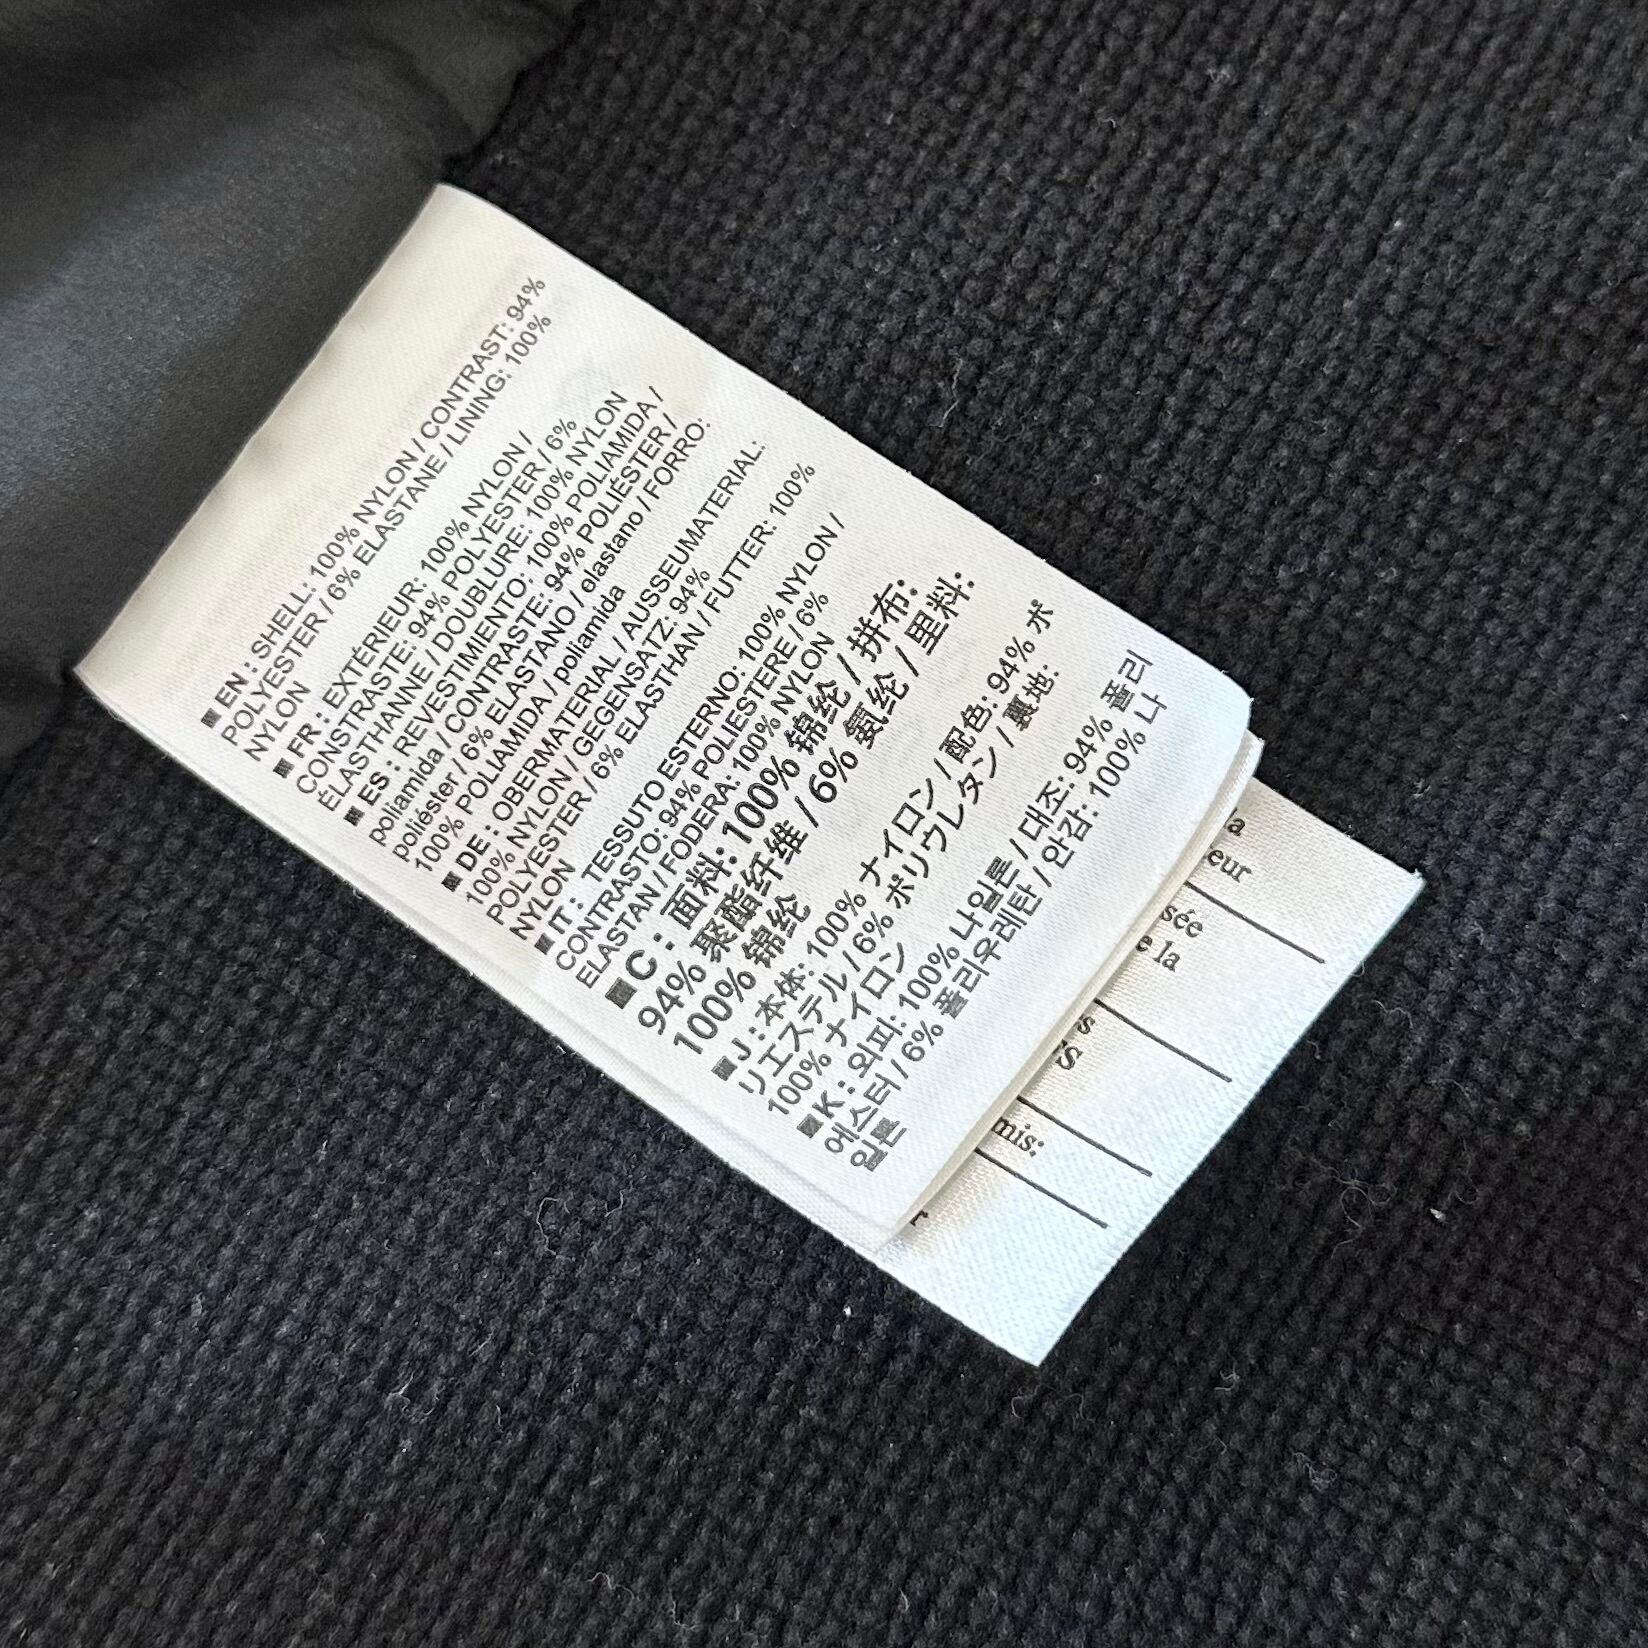 ■ EN : SHELL: 100% NYLON / CONTRAST: 94%
POLYESTER / 6% ELASTANE / LINING: 100%
NYLON
■ FR : EXTÉRIEUR: 100% NYLON /
CONSTRASTE: 94% POLYESTER / 6%
ÉLASTHANNE / DOUBLURE: 100% NYLON
■ ES : REVESTIMIENTO: 100% POLIAMIDA /
poliamida / CONTRASTE: 94% POLIÉSTER /
poliéster / 6% ELASTANO / elastano / FORRO:
100% POLIAMIDA / poliamida
■ DE : OBERMATERIAL / AUSSEUMATERIAL:
100% NYLON / GEGENSATZ: 94%
POLYESTER / 6% ELASTHAN / FUTTER: 100%
NYLON
■ IT : TESSUTO ESTERNO: 100% NYLON /
CONTRASTO: 94% POLIESTERE / 6%
ELASTAN / FODERA: 100% NYLON
■ C : 面料: 100% 锦纶 / 拼布:
94% 聚酯纤维 / 6% 氨纶 / 里料:
100% 锦纶
■ J : 本体: 100% ナイロン / 配色: 94% ポ
リエステル / 6% ポリウレタン / 裏地:
100% ナイロン
■ K : 외피: 100% 나일론 / 대조: 94% 폴리
에스터 / 6% 폴리우레탄 / 안감: 100% 나
일론
a
eur
sée
e la
s
mis: